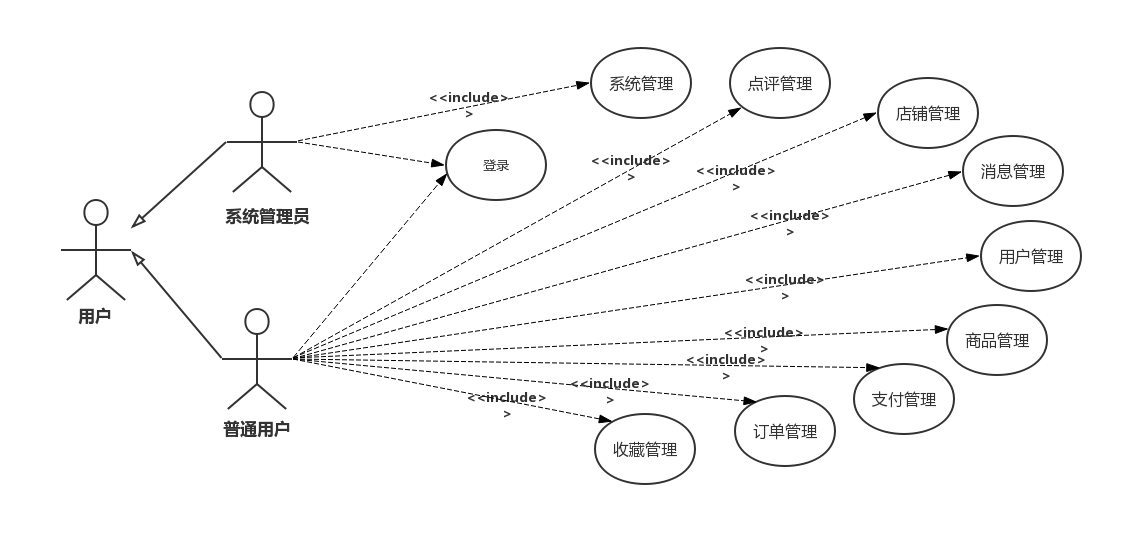 系统管理
点评管理
<<include>
>
店铺管理
登录
<<include>
>
<<include>
>
消息管理
系统管理员
<<include>
>
用户管理
<<include>
>
用户
<<include>
>
商品管理
<<include>
>
<<include>
>
支付管理
<<include>
>
普通用户
订单管理
收藏管理